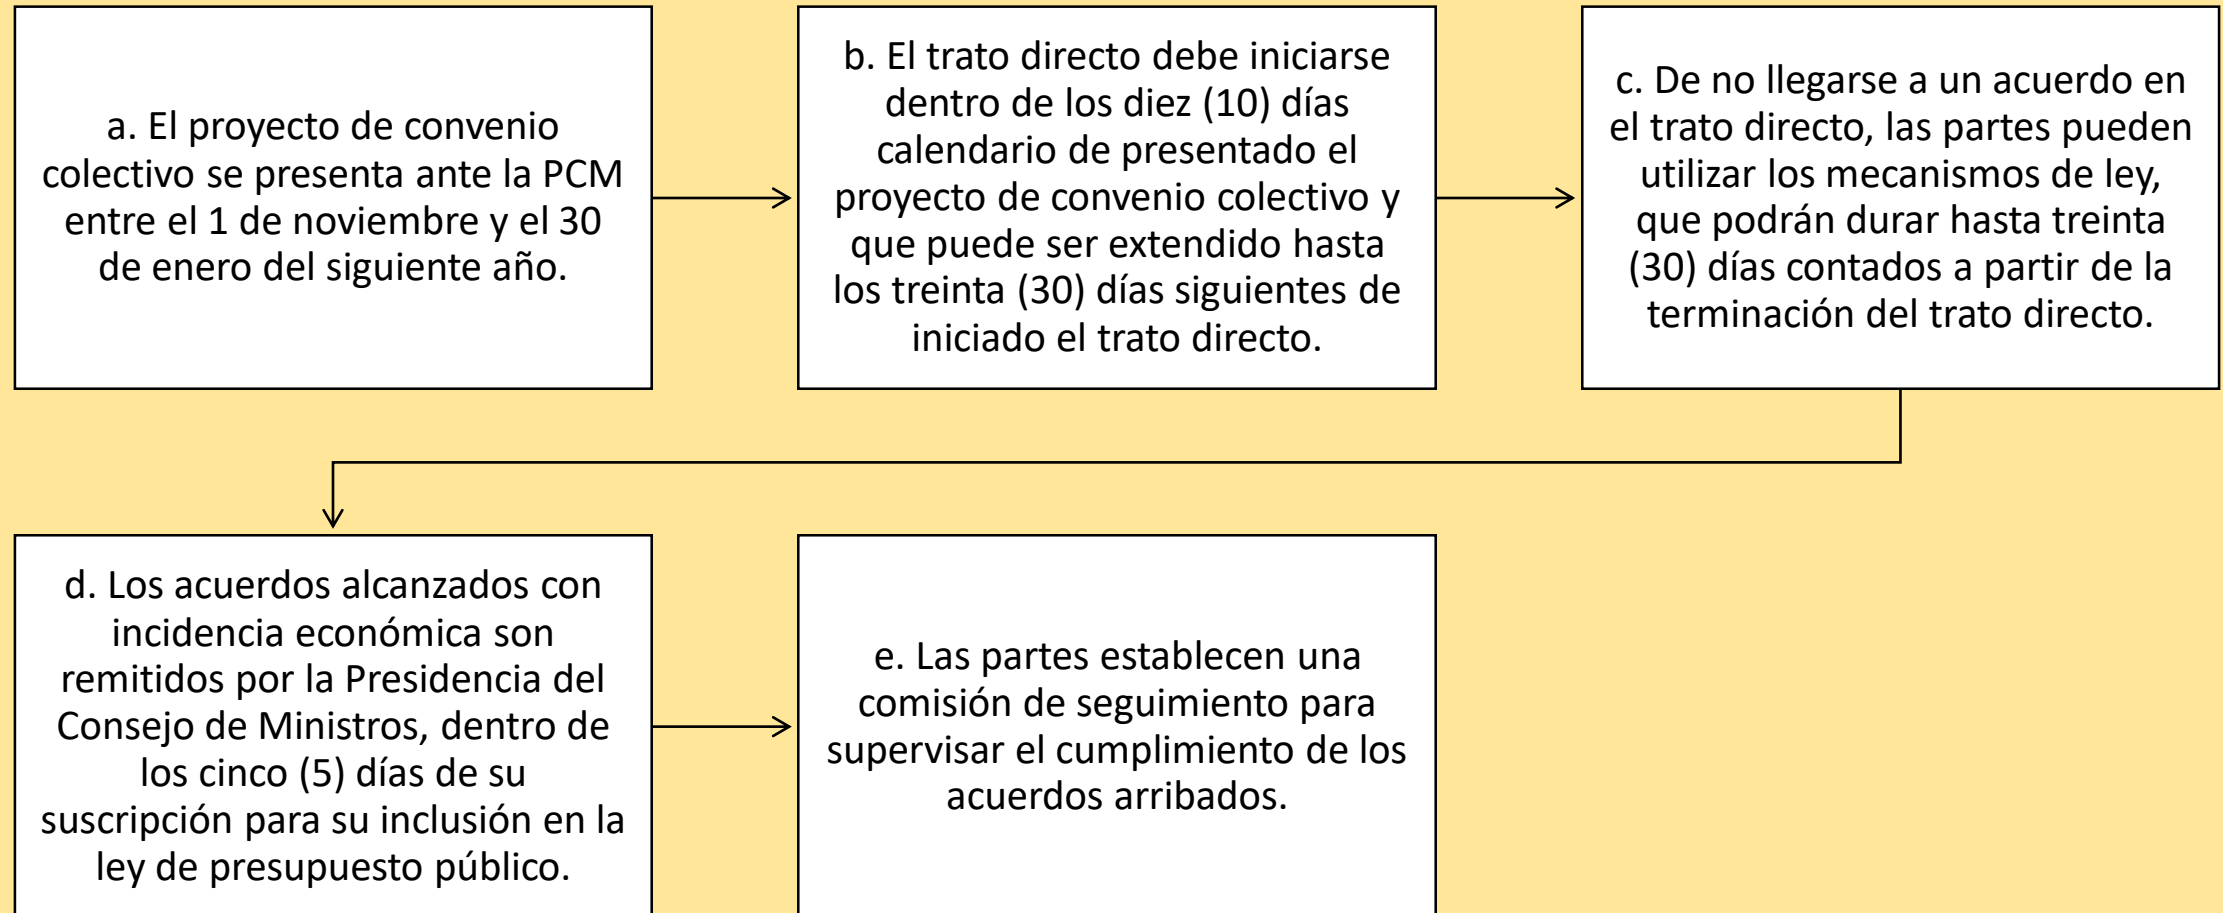 a. El proyecto de convenio
colectivo se presenta ante la PCM
entre el 1 de noviembre y el 30
de enero del siguiente año.
b. El trato directo debe iniciarse
dentro de los diez (10) días
calendario de presentado el
proyecto de convenio colectivo y
que puede ser extendido hasta
los treinta (30) días siguientes de
iniciado el trato directo.
c. De no llegarse a un acuerdo en
el trato directo, las partes pueden
utilizar los mecanismos de ley,
que podrán durar hasta treinta
(30) días contados a partir de la
terminación del trato directo.
d. Los acuerdos alcanzados con
incidencia económica son
remitidos por la Presidencia del
Consejo de Ministros, dentro de
los cinco (5) días de su
suscripción para su inclusión en la
ley de presupuesto público.
e. Las partes establecen una
comisión de seguimiento para
supervisar el cumplimiento de los
acuerdos arribados.